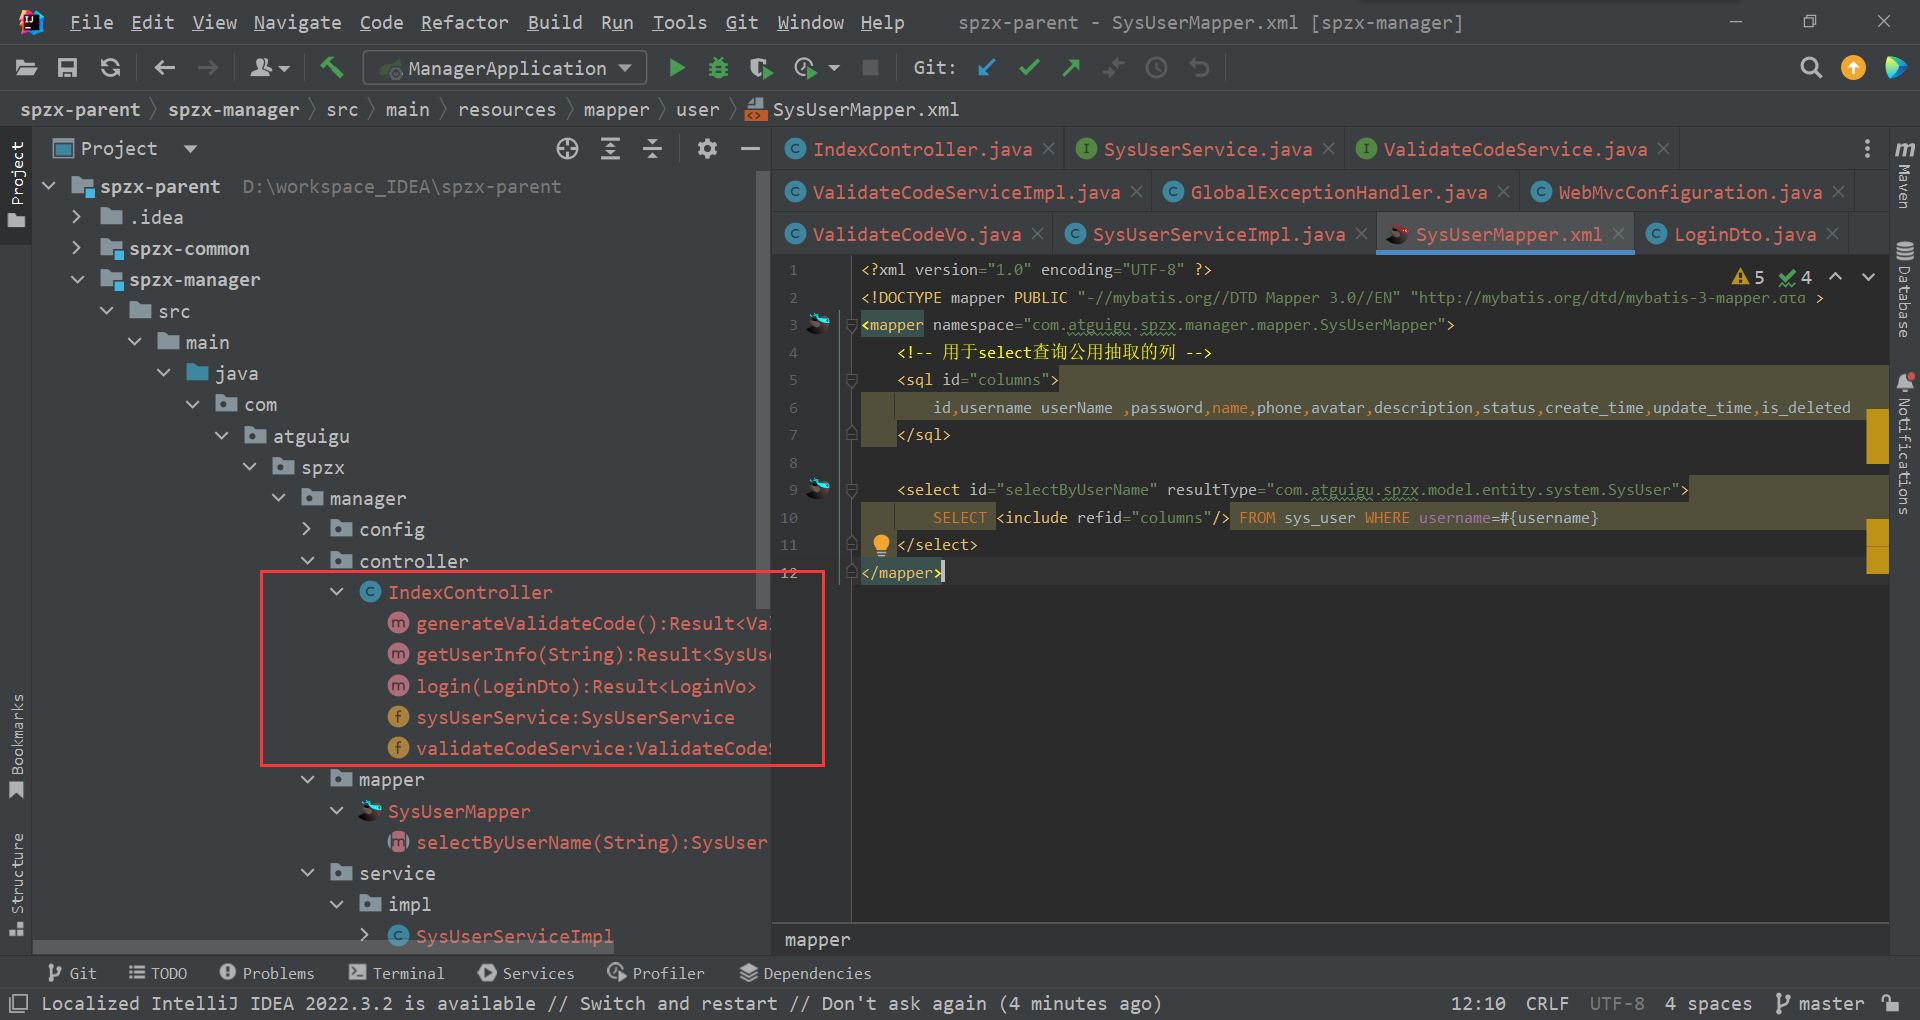 File Edit View Navigate Code Refactor Build Run Tools Git Window Help spzx-parent - SysUserMapper.xml [spzx-manager]
ManagerApplication Git:
spzx-parent spzx-manager src main resources mapper user SysUserMapper.xml
Project
Project
spzx-parent D:\workspace_IDEA\spzx-parent
.idea
spzx-common
spzx-manager
src
main
java
com
atguigu
spzx
manager
config
controller
IndexController
generateValidateCode():Result<Val
getUserInfo(String):Result<SysUse
login(LoginDto):Result<LoginVo>
sysUserService:SysUserService
validateCodeService:ValidateCodeS
mapper
SysUserMapper
selectByUserName(String):SysUser
service
impl
SysUserServiceImpl
Bookmarks
Structure
IndexController.java SysUserService.java ValidateCodeService.java
ValidateCodeServiceImpl.java GlobalExceptionHandler.java WebMvcConfiguration.java
ValidateCodeVo.java SysUserServiceImpl.java SysUserMapper.xml LoginDto.java
5 4
1 <?xml version="1.0" encoding="UTF-8" ?>
2 <!DOCTYPE mapper PUBLIC "-//mybatis.org//DTD Mapper 3.0//EN" "http://mybatis.org/dtd/mybatis-3-mapper.dtd">
3 <mapper namespace="com.atguigu.spzx.manager.mapper.SysUserMapper">
4 <!-- 用于select查询公用抽取的列 -->
5 <sql id="columns">
6 id,username userName ,password,name,phone,avatar,description,status,create_time,update_time,is_deleted
7 </sql>
8
9 <select id="selectByUserName" resultType="com.atguigu.spzx.model.entity.system.SysUser">
10 SELECT <include refid="columns"/> FROM sys_user WHERE username=#{username}
11 </select>
12 </mapper>
mapper
m Maven
Database
Notifications
Git TODO Problems Terminal Services Profiler Dependencies
Localized IntelliJ IDEA 2022.3.2 is available // Switch and restart // Don't ask again (4 minutes ago) 12:10 CRLF UTF-8 4 spaces master